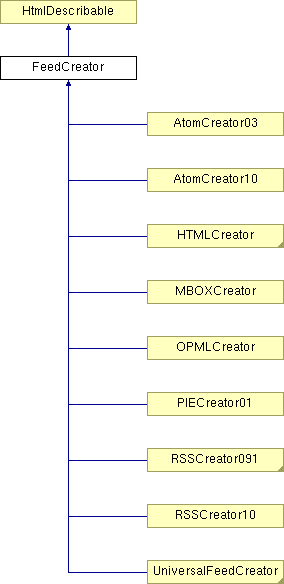 HtmlDescribable
FeedCreator
AtomCreator03
AtomCreator10
HTMLCreator
MBOXCreator
OPMLCreator
PIECreator01
RSSCreator091
RSSCreator10
UniversalFeedCreator